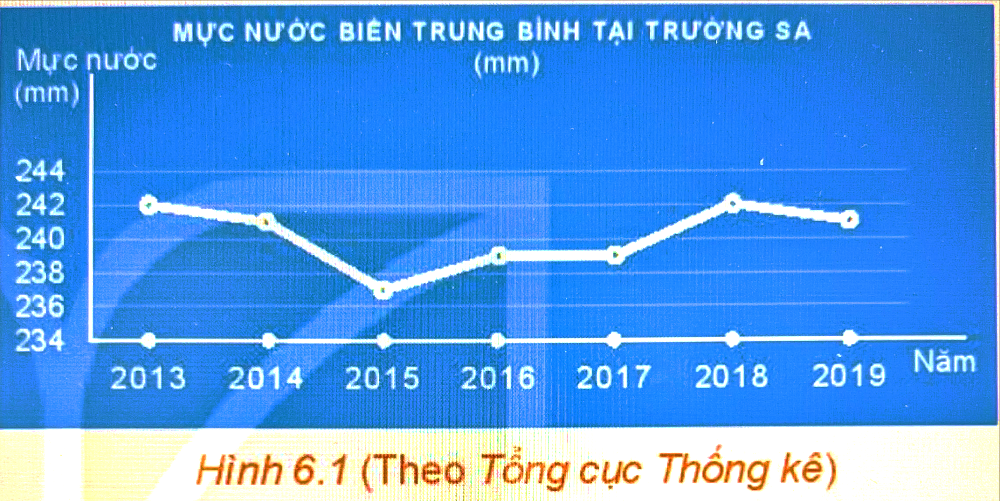 MỰC NƯỚC BIỂN TRUNG BÌNH TẠI TRƯỜNG SA
(mm)
Mực nước
(mm)
244
242
240
238
236
234
2013 2014 2015 2016 2017 2018 2019 Năm
Hình 6.1 (Theo Tổng cục Thống kê)